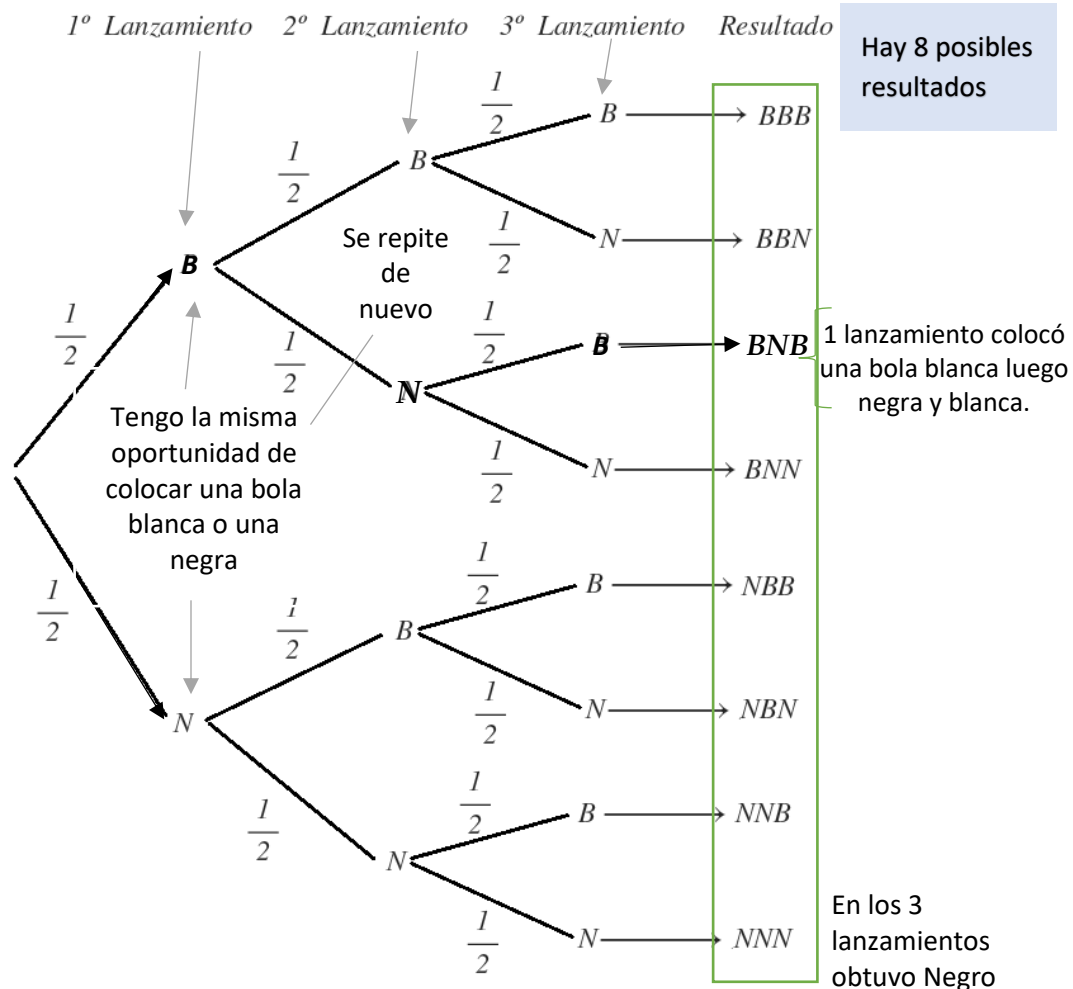 1º Lanzamiento 2º Lanzamiento 3º Lanzamiento Resultado
Hay 8 posibles
resultados
1/2
B
BBB
1/2
B
1/2
N
BBN
1/2
Se repite
de
nuevo
B
1/2
1/2
1/2
B
BNB
1 lanzamiento colocó
una bola blanca luego
negra y blanca.
N
Tengo la misma
oportunidad de
colocar una bola
blanca o una
negra
1/2
N
BNN
1/2
1/2
B
NBB
1/2
B
1/2
N
NBN
N
1/2
1/2
B
NNB
N
1/2
N
NNN
En los 3
lanzamientos
obtuvo Negro